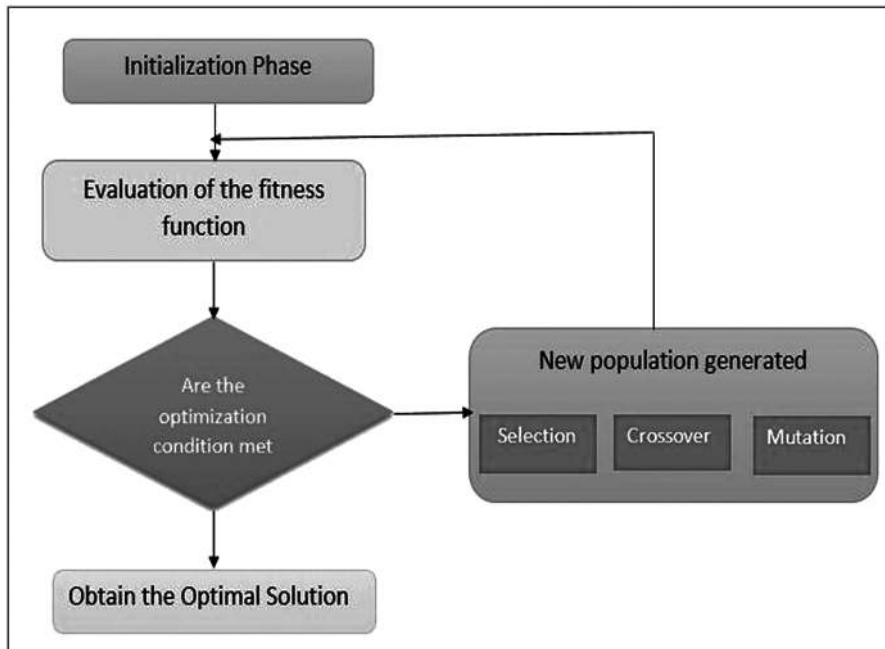 Initialization Phase
Evaluation of the fitness
function
Are the
optimization
condition met
New population generated
Selection
Crossover
Mutation
Obtain the Optimal Solution